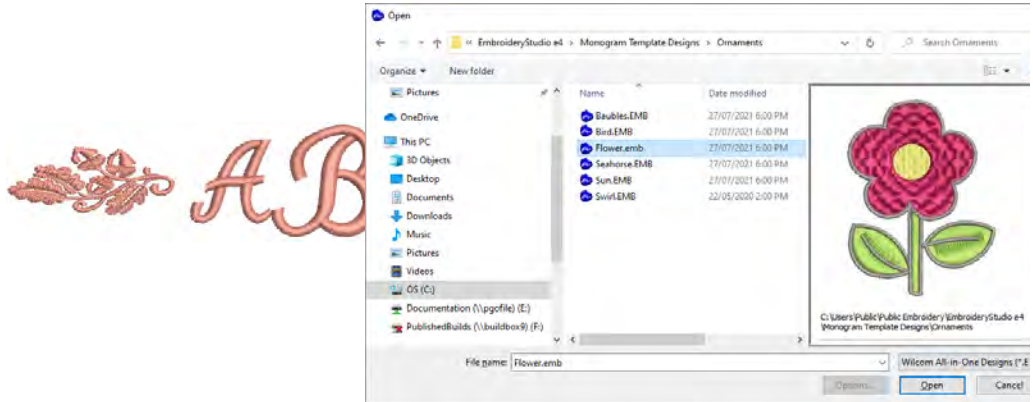 AB
Open
« EmbroideryStudio e4 > Monogram Template Designs > Ornaments
Search Ornaments
Organize
New folder
Pictures
OneDrive
This PC
3D Objects
Desktop
Documents
Downloads
Music
Pictures
Videos
OS (C:)
Documentation (\\pgofile) (E:)
PublishedBuilds (\\buildbox9) (F:)
Name Date modified
Baubles.EMB 27/07/2021 6:00 PM
Bird.EMB 27/07/2021 6:00 PM
Flower.emb 27/07/2021 6:00 PM
Seahorse.EMB 27/07/2021 6:00 PM
Sun.EMB 27/07/2021 6:00 PM
Swirl.EMB 22/05/2020 2:00 PM
C:\Users\Public\Public Embroidery\EmbroideryStudio e4
\Monogram Template Designs\Ornaments
File name: Flower.emb
Wilcom All-in-One Designs (*.E
Options...
Open
Cancel